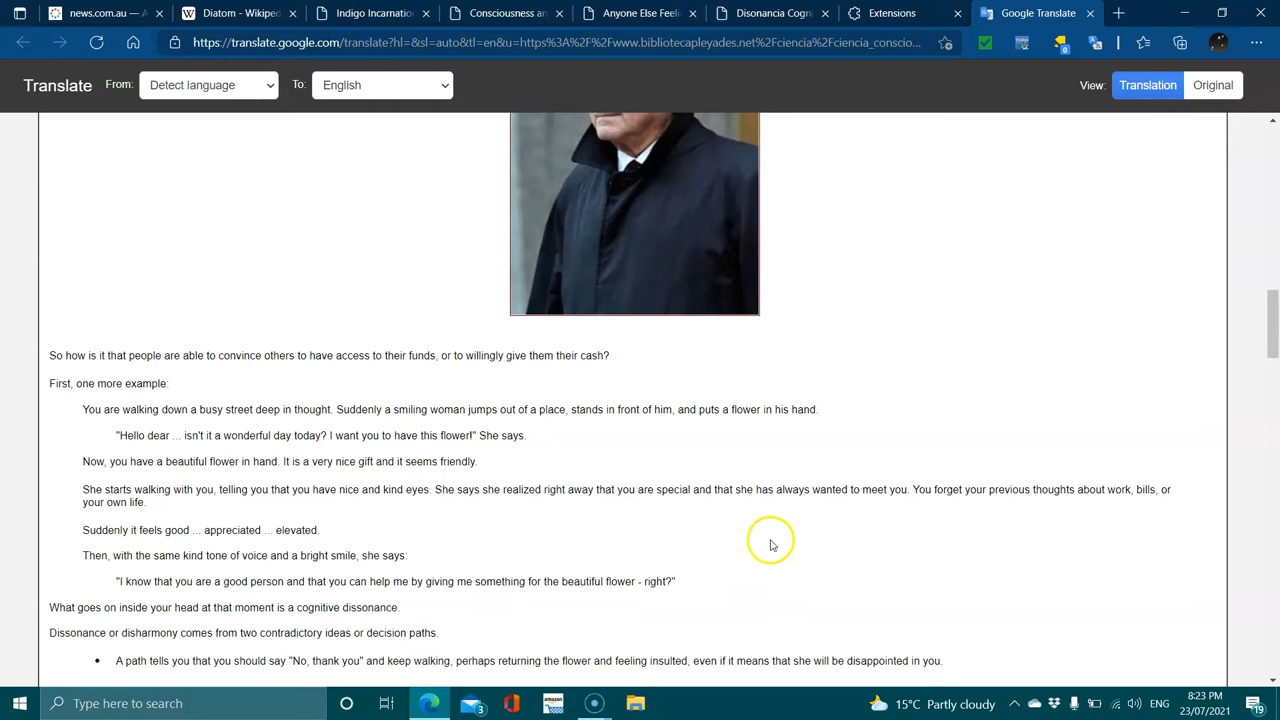 news.com.au — A
Diatom - Wikiped
Indigo Incarnation
Consciousness an
Anyone Else Feeli
Disonancia Cogni
Extensions
Google Translate
https://translate.google.com/translate?hl=&sl=auto&tl=en&u=https%3A%2F%2Fwww.bibliotecapleyades.net%2Fciencia%2Fciencia_conscio...
0
Translate From: Detect language To: English View: Translation Original
So how is it that people are able to convince others to have access to their funds, or to willingly give them their cash?
First, one more example:
You are walking down a busy street deep in thought. Suddenly a smiling woman jumps out of a place, stands in front of him, and puts a flower in his hand.
"Hello dear ... isn't it a wonderful day today? I want you to have this flower!" She says.
Now, you have a beautiful flower in hand. It is a very nice gift and it seems friendly.
She starts walking with you, telling you that you have nice and kind eyes. She says she realized right away that you are special and that she has always wanted to meet you. You forget your previous thoughts about work, bills, or
your own life.
Suddenly it feels good ... appreciated ... elevated.
Then, with the same kind tone of voice and a bright smile, she says:
"I know that you are a good person and that you can help me by giving me something for the beautiful flower - right?"
What goes on inside your head at that moment is a cognitive dissonance.
Dissonance or disharmony comes from two contradictory ideas or decision paths.
• A path tells you that you should say "No, thank you" and keep walking, perhaps returning the flower and feeling insulted, even if it means that she will be disappointed in you.
Type here to search
3
amazon
15°C Partly cloudy
ENG
8:23 PM
23/07/2021
19